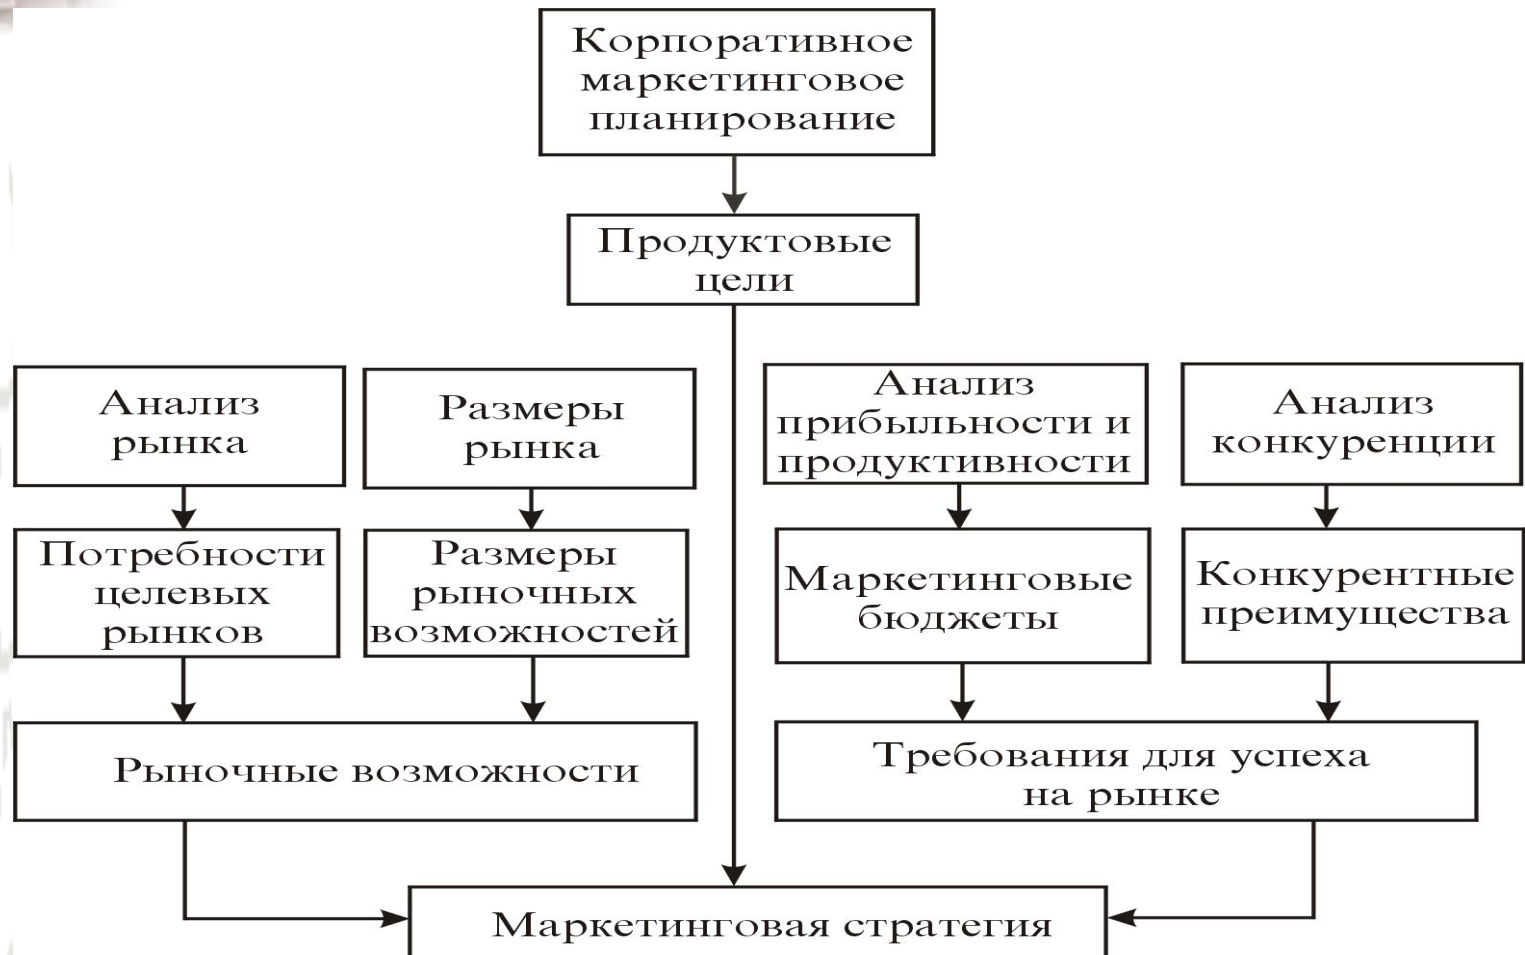 Корпоративное
маркетинговое
планирование
Продуктовые
цели
Анализ
рынка
Размеры
рынка
Анализ
прибыльности и
продуктивности
Анализ
конкуренции
Потребности
целевых
рынков
Размеры
рыночных
возможностей
Маркетинговые
бюджеты
Конкурентные
преимущества
Рыночные возможности
Требования для успеха
на рынке
Маркетинговая стратегия